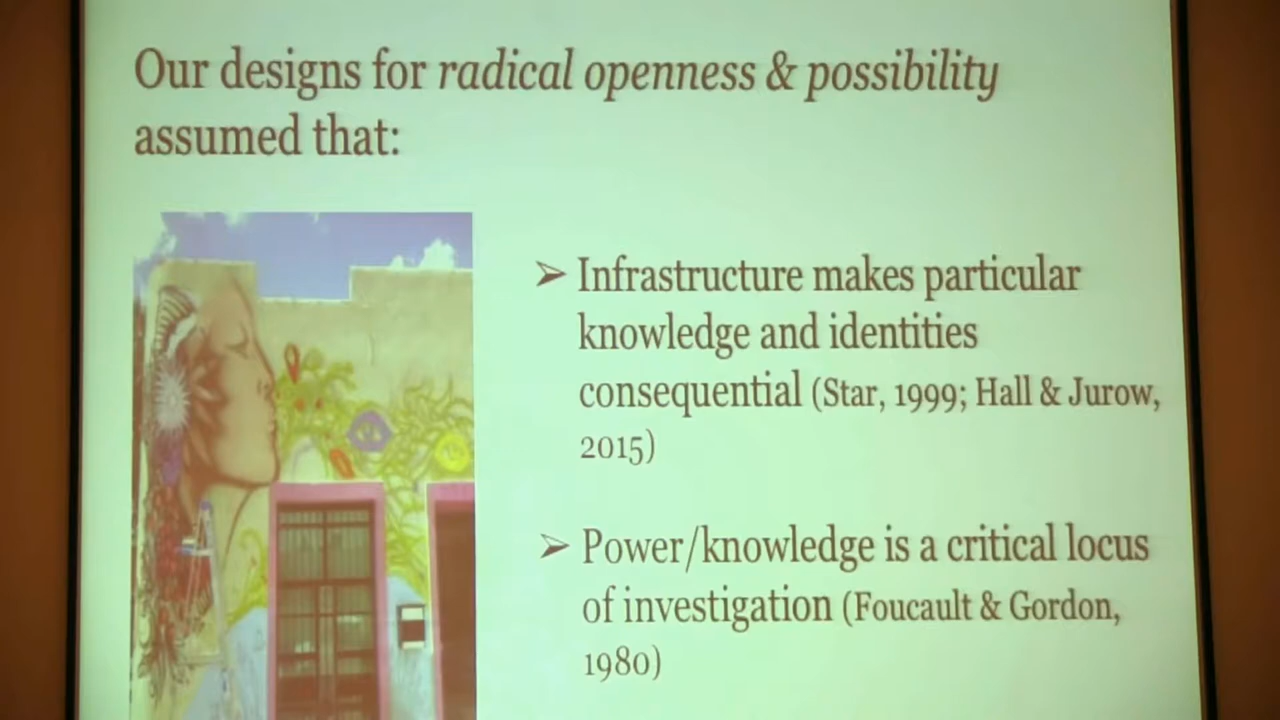 Our designs for radical openness & possibility
assumed that:
➢ Infrastructure makes particular
knowledge and identities
consequential (Star, 1999; Hall & Jurow,
2015)
➢ Power/knowledge is a critical locus
of investigation (Foucault & Gordon,
1980)